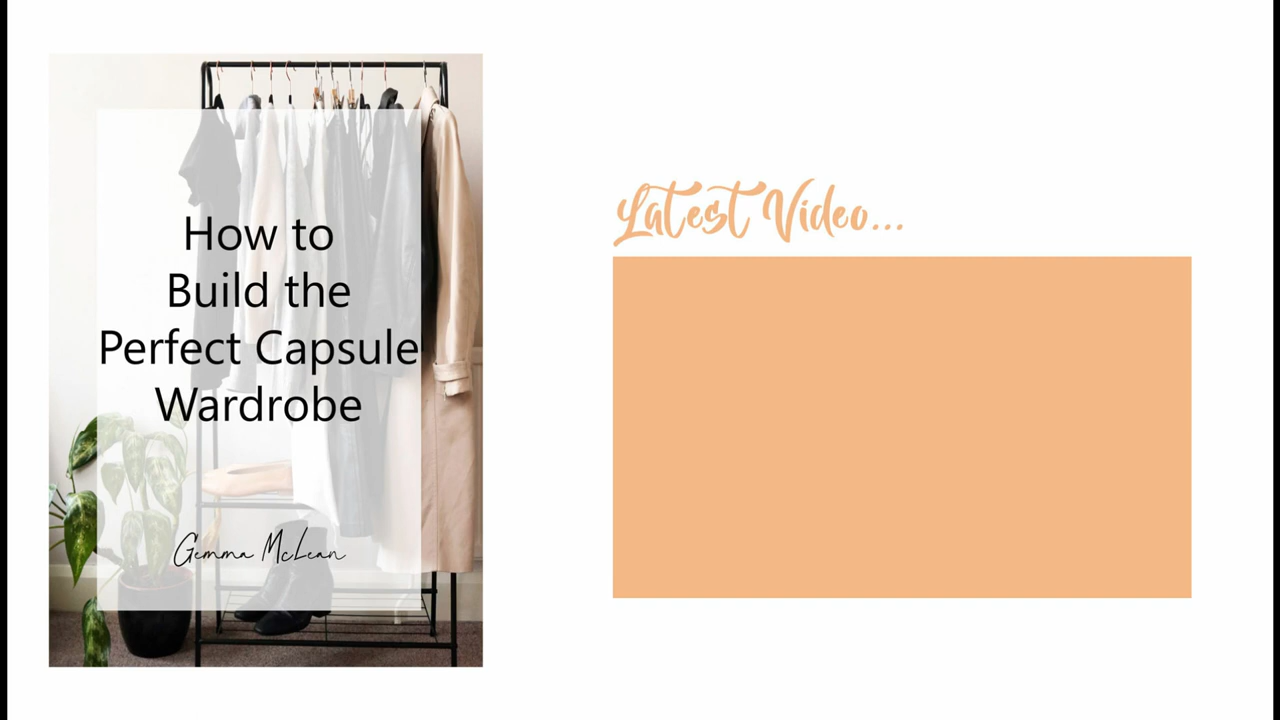 How to
Build the
Perfect Capsule
Wardrobe
Gemma McLean
Latest Video...